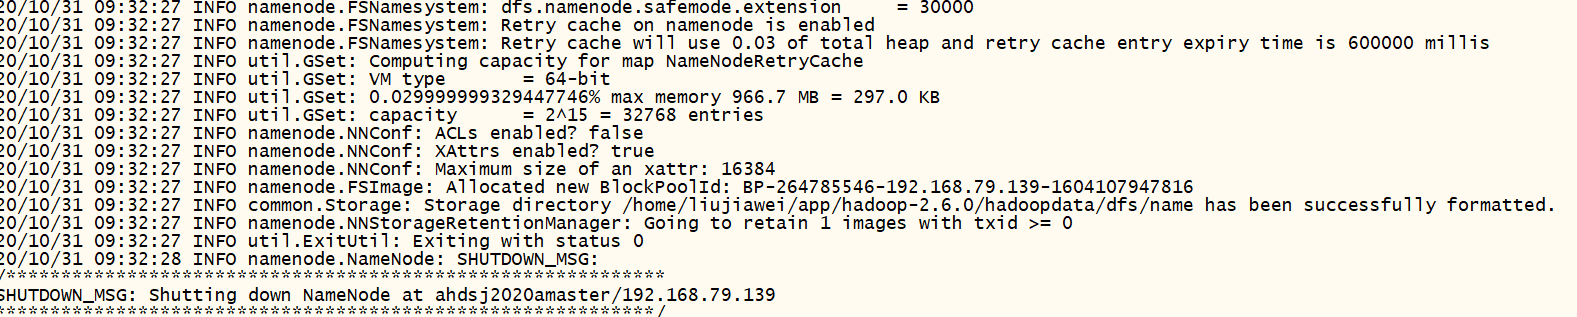 20/10/31 09:32:27 INFO namenode.FSNamesystem: dfs.namenode.safemode.extension     = 30000
20/10/31 09:32:27 INFO namenode.FSNamesystem: Retry cache on namenode is enabled
20/10/31 09:32:27 INFO namenode.FSNamesystem: Retry cache will use 0.03 of total heap and retry cache entry expiry time is 600000 millis
20/10/31 09:32:27 INFO util.GSet: Computing capacity for map NameNodeRetryCache
20/10/31 09:32:27 INFO util.GSet: VM type       = 64-bit
20/10/31 09:32:27 INFO util.GSet: 0.029999999329447746% max memory 966.7 MB = 297.0 KB
20/10/31 09:32:27 INFO util.GSet: capacity      = 2^15 = 32768 entries
20/10/31 09:32:27 INFO namenode.NNConf: ACLs enabled? false
20/10/31 09:32:27 INFO namenode.NNConf: XAttrs enabled? true
20/10/31 09:32:27 INFO namenode.NNConf: Maximum size of an xattr: 16384
20/10/31 09:32:27 INFO namenode.FSImage: Allocated new BlockPoolId: BP-264785546-192.168.79.139-1604107947816
20/10/31 09:32:27 INFO common.Storage: Storage directory /home/liujiawei/app/hadoop-2.6.0/hadoopdata/dfs/name has been successfully formatted.
20/10/31 09:32:27 INFO namenode.NNStorageRetentionManager: Going to retain 1 images with txid >= 0
20/10/31 09:32:27 INFO util.ExitUtil: Exiting with status 0
20/10/31 09:32:28 INFO namenode.NameNode: SHUTDOWN_MSG:
/************************************************************
SHUTDOWN_MSG: Shutting down NameNode at ahdsj2020amaster/192.168.79.139
************************************************************/